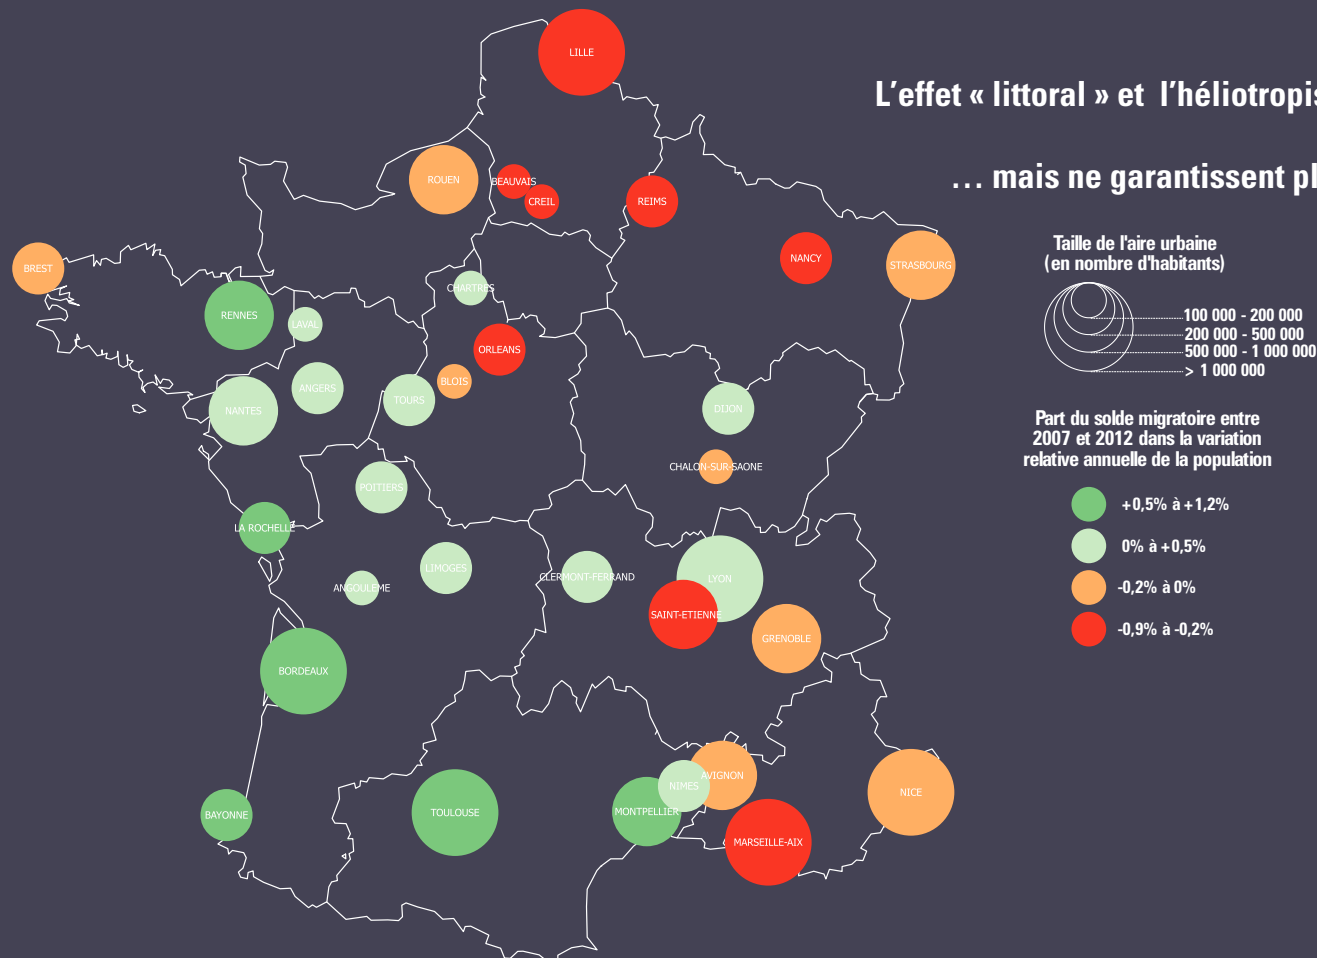 L'effet « littoral » et l'héliotropis
… mais ne garantissent pl
Taille de l'aire urbaine
(en nombre d'habitants)
100 000 - 200 000
200 000 - 500 000
500 000 - 1 000 000
> 1 000 000
Part du solde migratoire entre
2007 et 2012 dans la variation
relative annuelle de la population
+0,5% à +1,2%
0% à +0,5%
-0,2% à 0%
-0,9% à -0,2%
LILLE
ROUEN
BEAUVAIS
CREIL
REIMS
NANCY
STRASBOURG
BREST
RENNES
LAVAL
CHARTRES
ORLEANS
BLOIS
ANGERS
TOURS
NANTES
DIJON
CHALON-SUR-SAONE
POITIERS
LA ROCHELLE
LIMOGES
ANGOULEME
CLERMONT-FERRAND
LYON
SAINT-ETIENNE
GRENOBLE
BORDEAUX
BAYONNE
TOULOUSE
MONTPELLIER
NIMES
AVIGNON
NICE
MARSEILLE-AIX